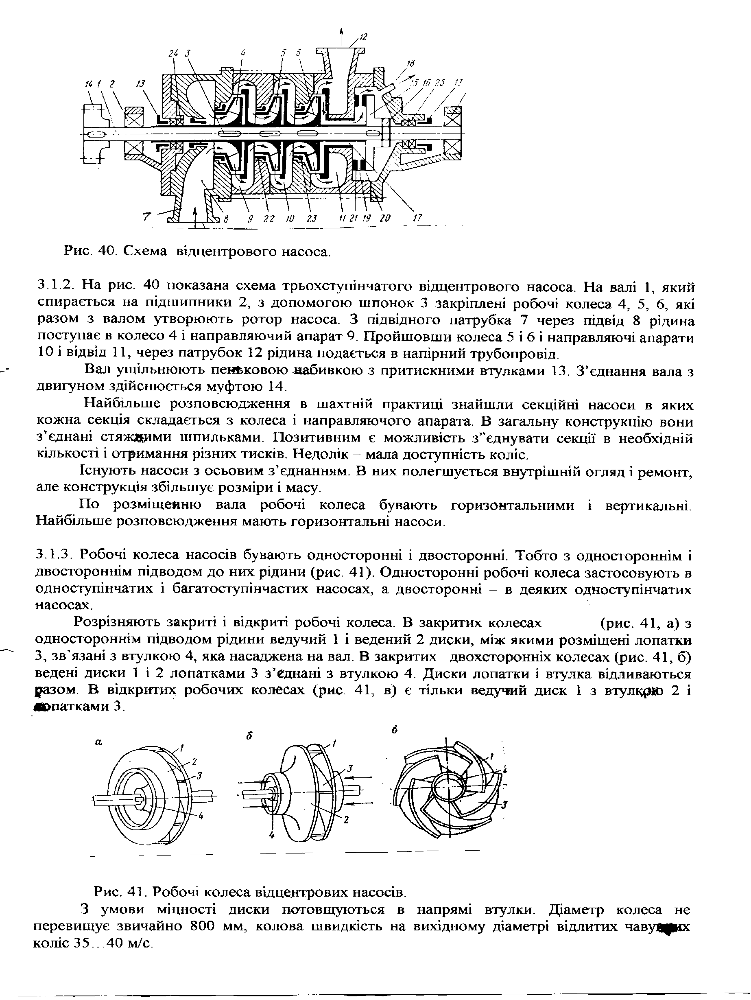 12
24 3 4 5 6
18
14 1 2 13 15 16 25 13
7 8 9 22 10 23 11 21 19 20 17
Рис. 40. Схема відцентрового насоса.
3.1.2. На рис. 40 показана схема трьохступінчатого відцентрового насоса. На валі 1, який
спирається на підшипники 2, з допомогою шпонок 3 закріплені робочі колеса 4, 5, 6, які
разом з валом утворюють ротор насоса. З підвідного патрубка 7 через підвід 8 рідина
поступає в колесо 4 і направляючий апарат 9. Пройшовши колеса 5 і 6 і направляючі апарати
10 і відвід 11, через патрубок 12 рідина подається в напірний трубопровід.
Вал ущільнюють пеньковою набивкою з притискними втулками 13. З’єднання вала з
двигуном здійснюється муфтою 14.
Найбільше розповсюдження в шахтній практиці знайшли секційні насоси в яких
кожна секція складається з колеса і направляючого апарата. В загальну конструкцію вони
з’єднані стяжними шпильками. Позитивним є можливість з”єднувати секції в необхідній
кількості і отримання різних тисків. Недолік – мала доступність коліс.
Існують насоси з осьовим з’єднанням. В них полегшується внутрішній огляд і ремонт,
але конструкція збільшує розміри і масу.
По розміщенню вала робочі колеса бувають горизонтальними і вертикальні.
Найбільше розповсюдження мають горизонтальні насоси.
3.1.3. Робочі колеса насосів бувають односторонні і двосторонні. Тобто з одностороннім і
двостороннім підводом до них рідини (рис. 41). Односторонні робочі колеса застосовують в
одноступінчатих і багатоступінчастих насосах, а двосторонні – в деяких одноступінчатих
насосах.
Розрізняють закриті і відкриті робочі колеса. В закритих колесах (рис. 41, а) з
одностороннім підводом рідини ведучий 1 і ведений 2 диски, між якими розміщені лопатки
3, зв’язані з втулкою 4, яка насаджена на вал. В закритих двохсторонніх колесах (рис. 41, б)
ведені диски 1 і 2 лопатками 3 з’єднані з втулкою 4. Диски лопатки і втулка відливаються
разом. В відкритих робочих колесах (рис. 41, в) є тільки ведучий диск 1 з втулкою 2 і
лопатками 3.
а 1 2 3 4
б 1 3 2 4
в 1 2 3
Рис. 41. Робочі колеса відцентрових насосів.
З умови міцності диски потовщуються в напрямі втулки. Діаметр колеса не
перевищує звичайно 800 мм, колова швидкість на вихідному діаметрі відлитих чавунних
коліс 35...40 м/с.